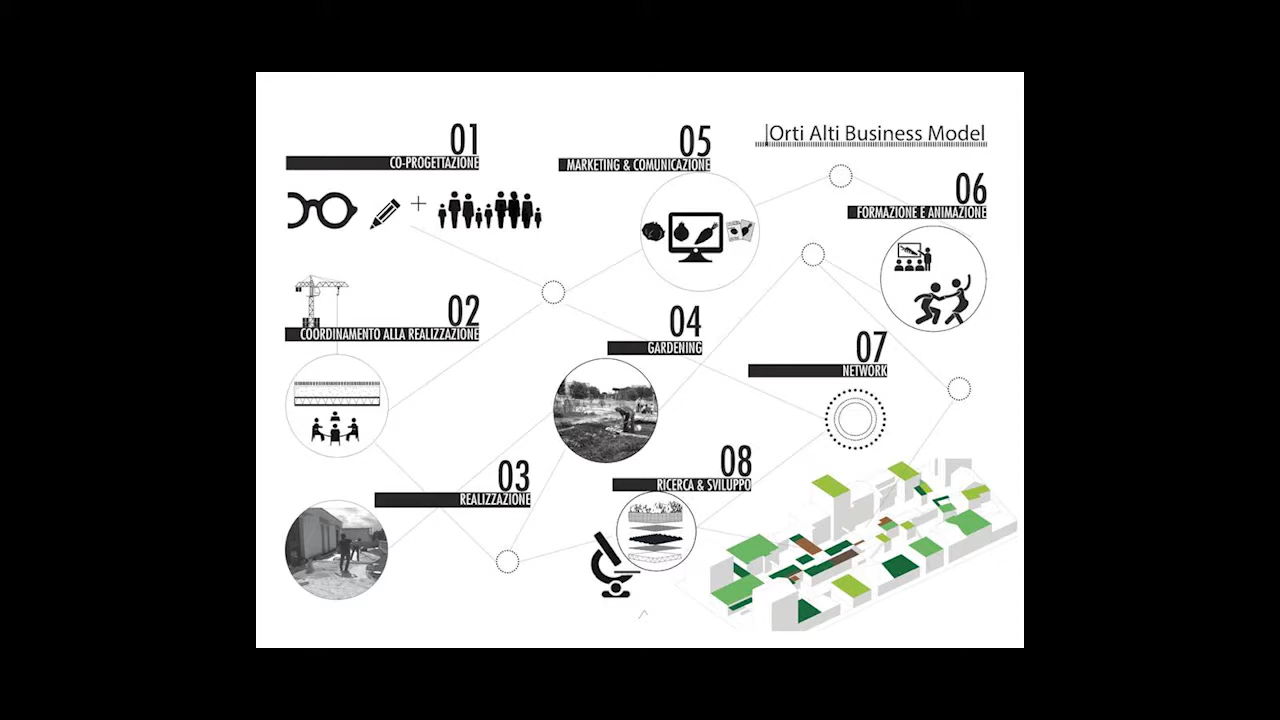 Orti Alti Business Model
01
CO-PROGETTAZIONE
02
COORDINAMENTO ALLA REALIZZAZIONE
03
REALIZZAZIONE
04
GARDENING
05
MARKETING & COMUNICAZIONE
06
FORMAZIONE E ANIMAZIONE
07
NETWORK
08
RICERCA & SVILUPPO